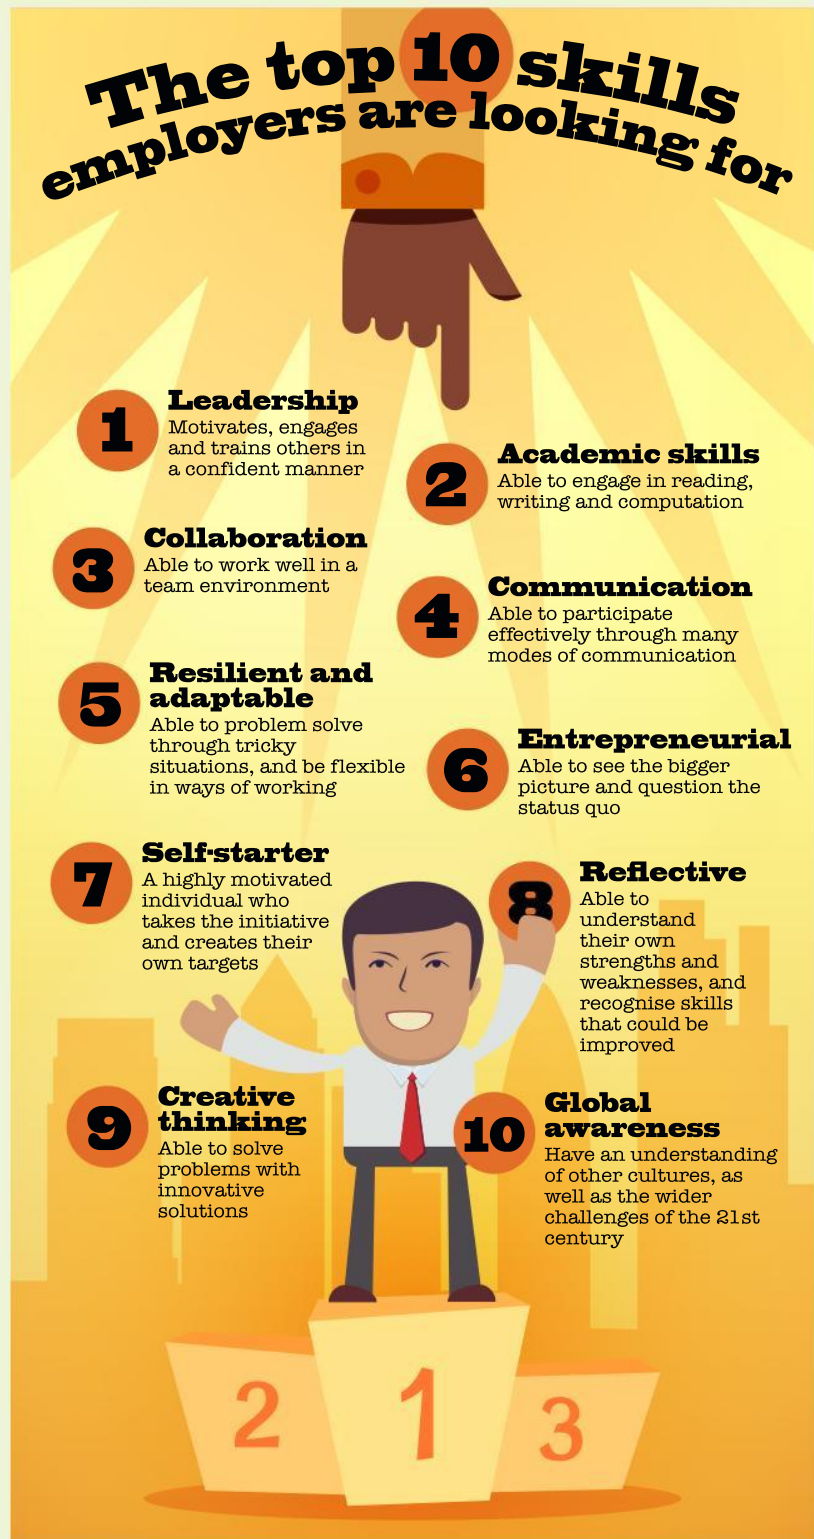 The top 10 skills
employers are looking for
1
Leadership
Motivates, engages
and trains others in
a confident manner
2
Academic skills
Able to engage in reading,
writing and computation
3
Collaboration
Able to work well in a
team environment
4
Communication
Able to participate
effectively through many
modes of communication
5
Resilient and
adaptable
Able to problem solve
through tricky
situations, and be flexible
in ways of working
6
Entrepreneurial
Able to see the bigger
picture and question the
status quo
7
Self-starter
A highly motivated
individual who
takes the initiative
and creates their
own targets
8
Reflective
Able to
understand
their own
strengths and
weaknesses, and
recognise skills
that could be
improved
9
Creative
thinking
Able to solve
problems with
innovative
solutions
10
Global
awareness
Have an understanding
of other cultures, as
well as the wider
challenges of the 21st
century
2 1 3